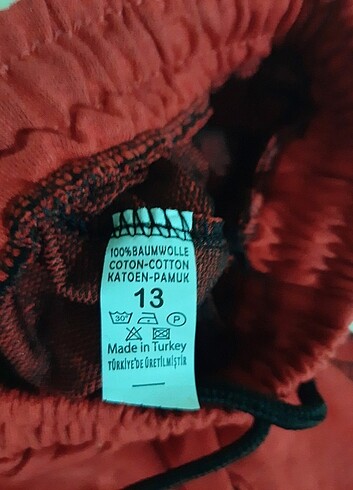 100%BAUMWOLLE
COTON-COTTON
KATOEN-PAMUK
13
30° P
Made in Turkey
TÜRKİYE'DE ÜRETİLMİŞTİR